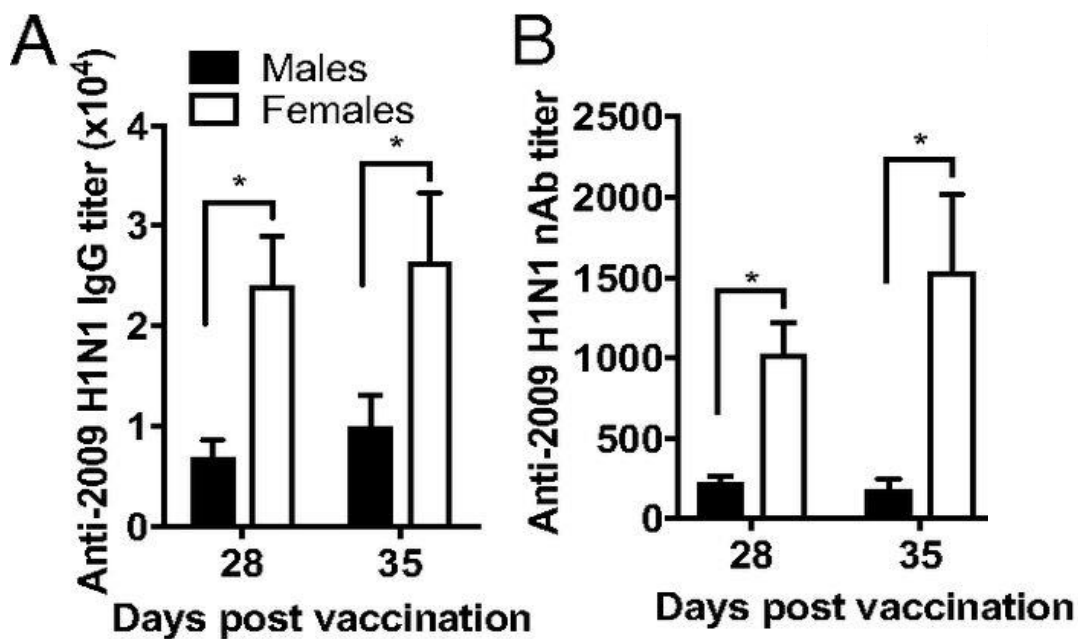 A
Anti-2009 H1N1 IgG titer (x10⁴)
Males
Females
4
3
2
1
0
*
*
28
35
Days post vaccination
B
Anti-2009 H1N1 nAb titer
2500
2000
1500
1000
500
0
*
*
28
35
Days post vaccination